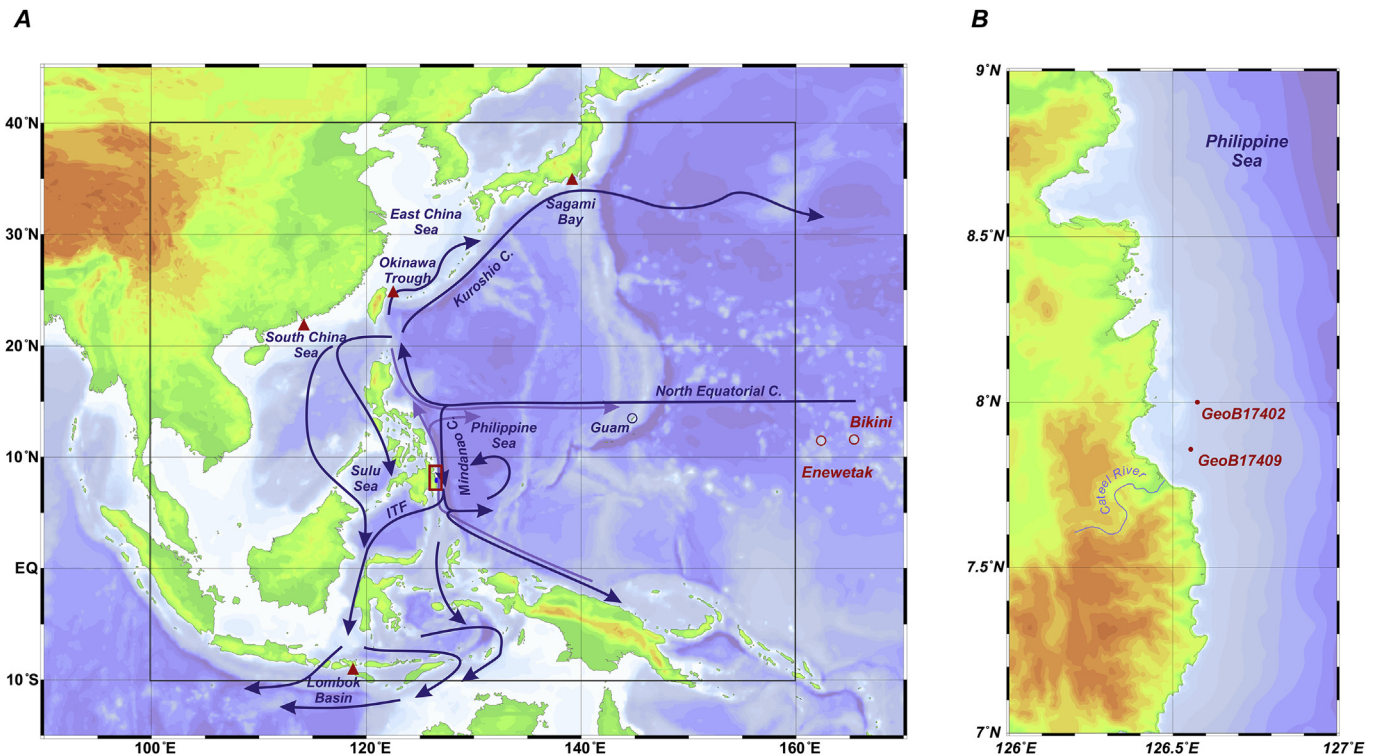 A
B
40˚N
30˚N
20˚N
10˚N
EQ
10˚S
100˚E
120˚E
140˚E
160˚E
East China
Sea
Okinawa
Trough
Kuroshio C.
Sagami
Bay
South China
Sea
North Equatorial C.
Guam
Bikini
Enewetak
Philippine
Sea
Mindanao C.
Sulu
Sea
ITF
Lombok
Basin
9˚N
8.5˚N
8˚N
7.5˚N
7˚N
126˚E
126.5˚E
127˚E
Philippine
Sea
GeoB17402
GeoB17409
Cateel River